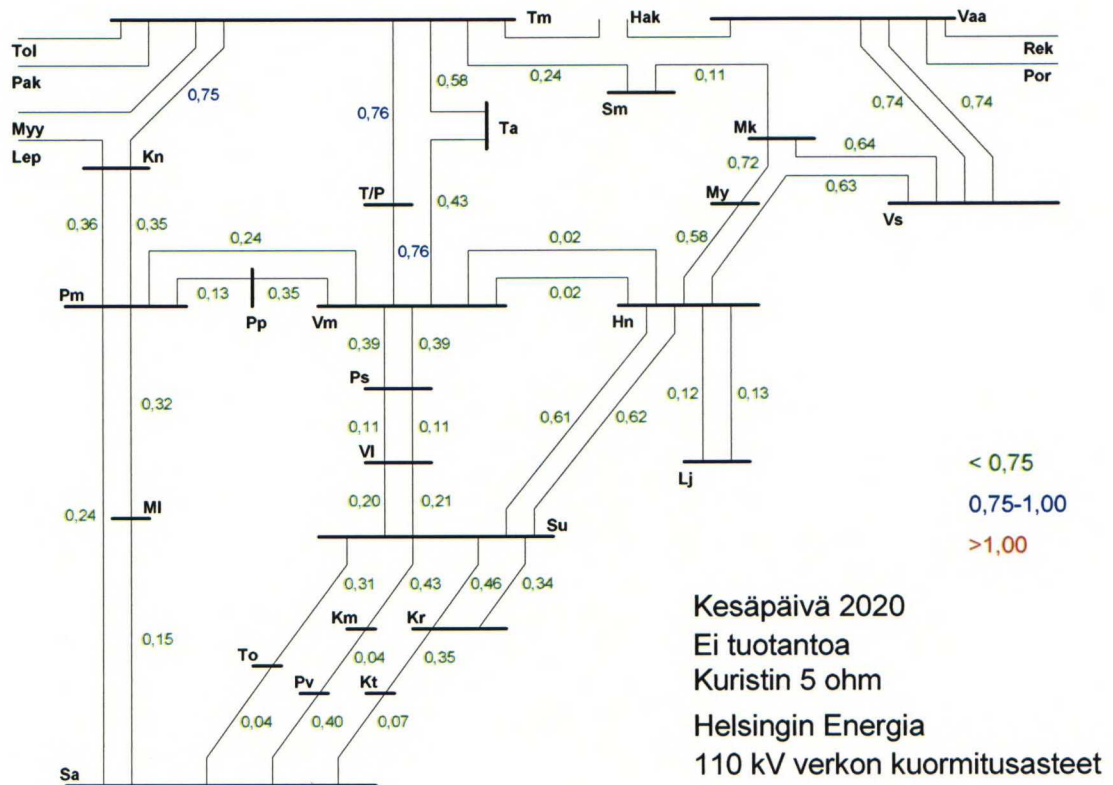 Tm
Hak
Vaa
Tol
Rek
Pak
0,75
0,58
0,24
0,11
Por
0,76
Sm
0,74
0,74
Myy
Ta
Mk
Lep
Kn
0,64
0,72
T/P
My
0,63
0,36
0,35
0,43
Vs
0,24
0,76
0,02
0,58
Pm
0,13
0,35
0,02
Pp
Vm
Hn
0,39
0,39
Ps
0,32
0,61
0,62
0,12
0,13
0,11
0,11
Vl
Lj
< 0,75
0,24
Ml
0,20
0,21
0,75-1,00
Su
>1,00
0,31
0,43
0,46
0,34
Kesäpäivä 2020
Km
Kr
Ei tuotantoa
0,15
To
0,04
0,35
Kuristin 5 ohm
Pv
Kt
0,04
0,40
0,07
Helsingin Energia
Sa
110 kV verkon kuormitusasteet